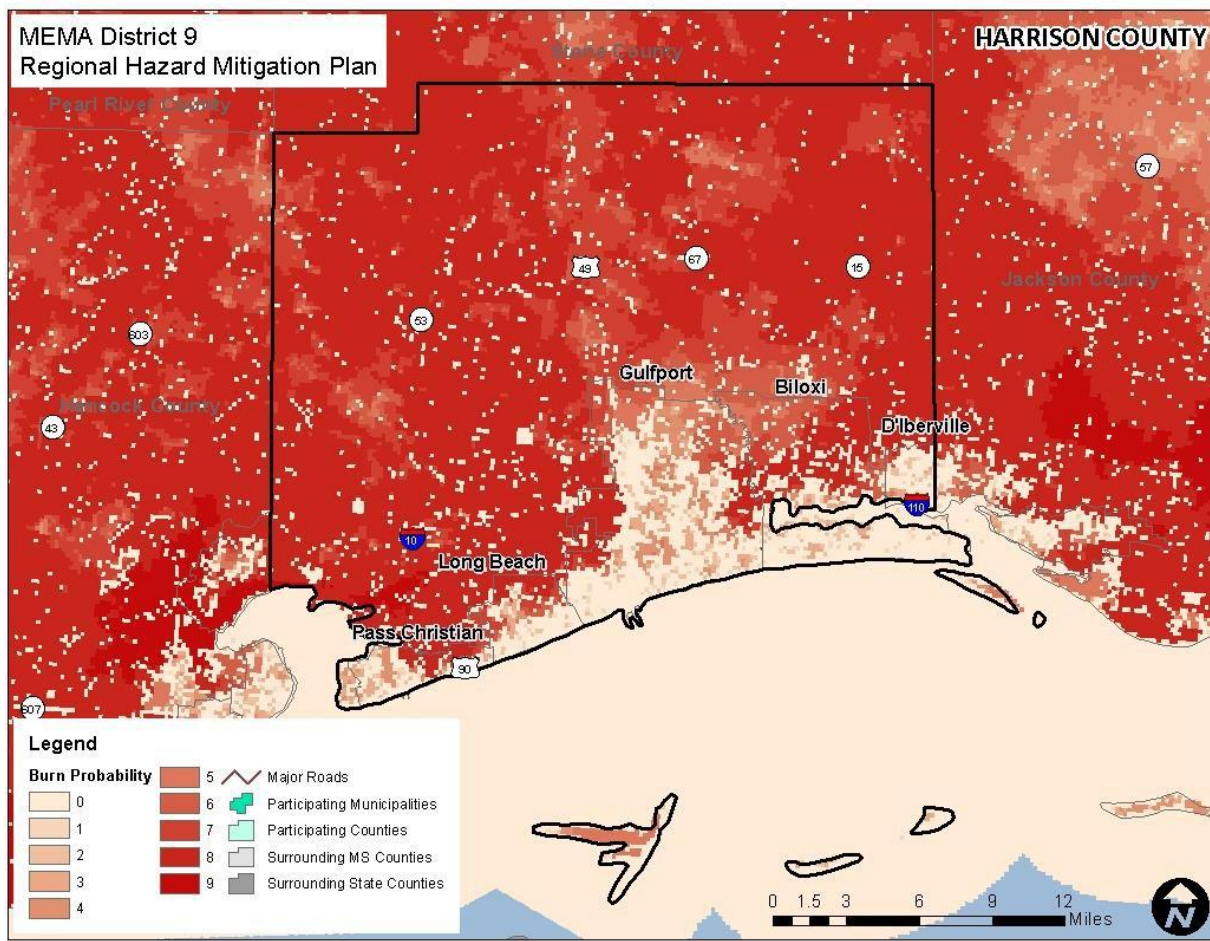 MEMA District 9
Regional Hazard Mitigation Plan
HARRISON COUNTY
Stone County
Pearl River County
57
49
67
15
Jackson County
53
603
Hancock County
43
Gulfport
Biloxi
D'Iberville
110
10
Long Beach
Pass Christian
90
607
Legend
Burn Probability
0
1
2
3
4
5
6
7
8
9
Major Roads
Participating Municipalities
Participating Counties
Surrounding MS Counties
Surrounding State Counties
0 1.5 3 6 9 12
Miles
N